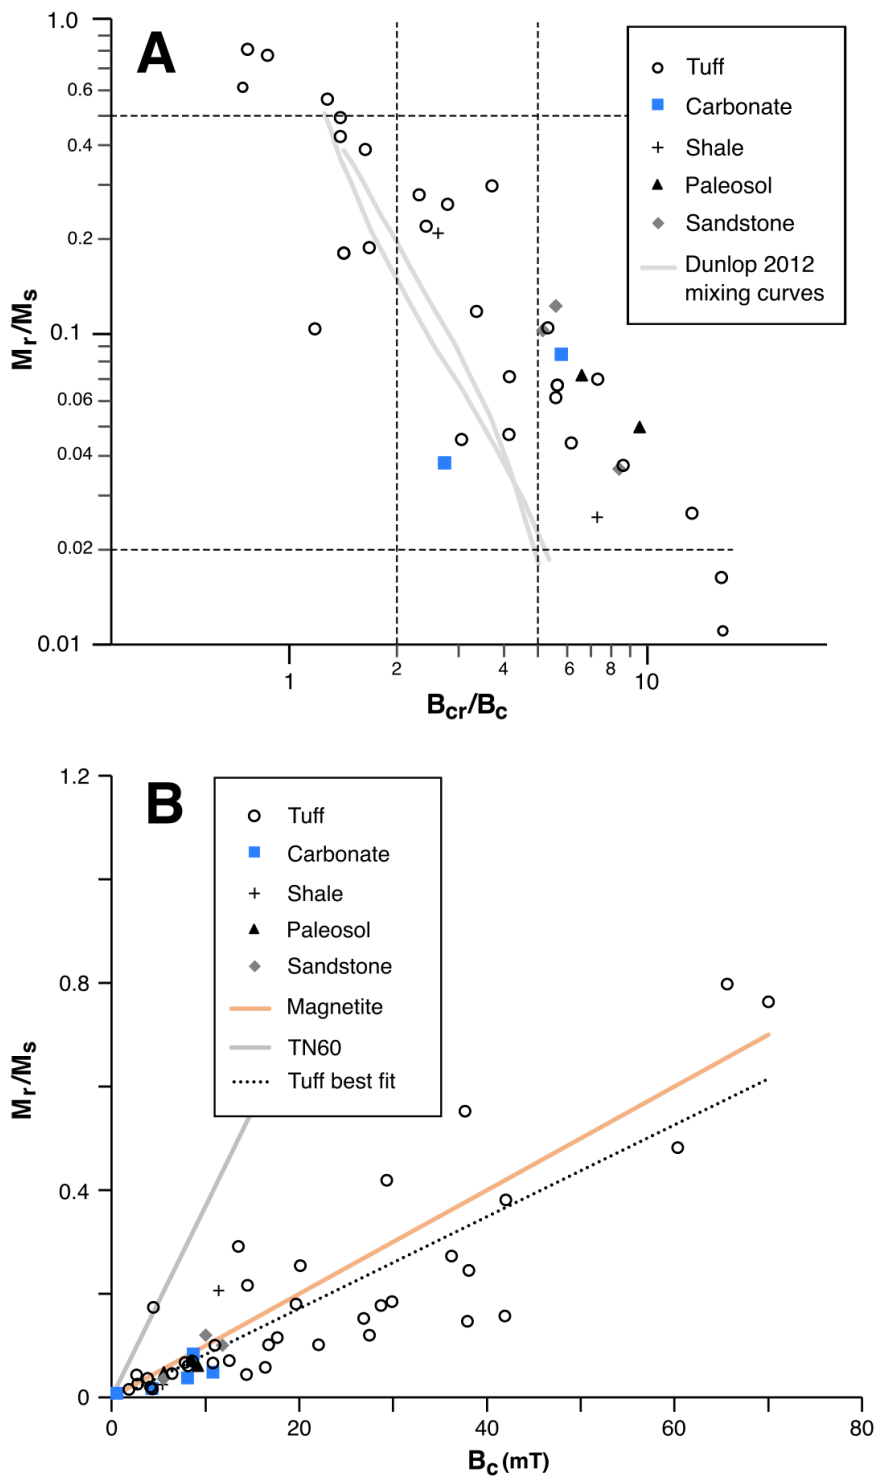 A
1.0
0.6
0.4
0.2
0.1
0.06
0.04
0.02
0.01
Mr/Ms
Tuff
Carbonate
Shale
Paleosol
Sandstone
Dunlop 2012
mixing curves
2
4
6
8
1
10
Bcr/Bc
B
1.2
0.8
0.4
0
Mr/Ms
Tuff
Carbonate
Shale
Paleosol
Sandstone
Magnetite
TN60
Tuff best fit
0
20
40
60
80
Bc (mT)